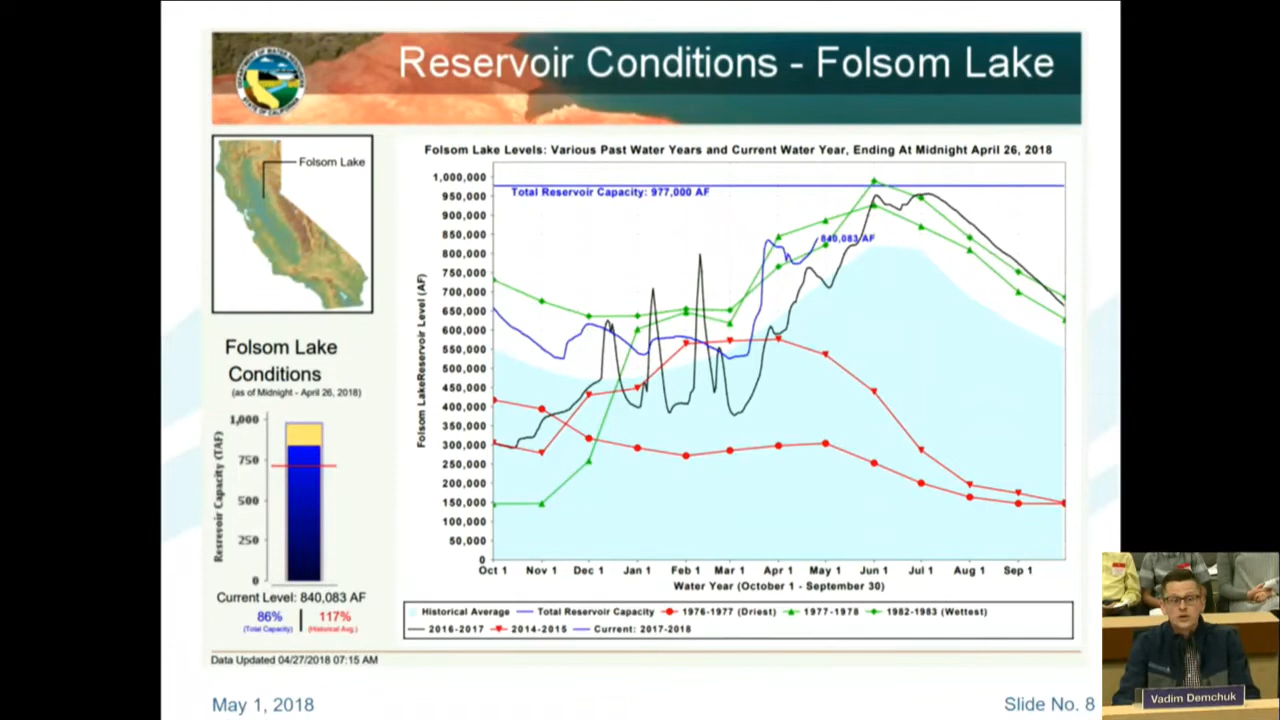 Reservoir Conditions - Folsom Lake
Folsom Lake
Folsom Lake Levels: Various Past Water Years and Current Water Year, Ending At Midnight April 26, 2018
1,000,000
950,000
900,000
850,000
800,000
750,000
700,000
650,000
600,000
550,000
500,000
450,000
400,000
350,000
300,000
250,000
200,000
150,000
100,000
50,000
0
Folsom LakeReservoir Level (AF)
Total Reservoir Capacity: 977,000 AF
840,083 AF
Oct 1 Nov 1 Dec 1 Jan 1 Feb 1 Mar 1 Apr 1 May 1 Jun 1 Jul 1 Aug 1 Sep 1
Water Year (October 1 - September 30)
Historical Average Total Reservoir Capacity 1976-1977 (Driest) 1977-1978 1982-1983 (Wettest)
2016-2017 2014-2015 Current: 2017-2018
Folsom Lake
Conditions
(as of Midnight - April 26, 2018)
Resrevoir Capacity (TAF)
1,000
750
500
250
0
Current Level: 840,083 AF
86% 117%
(Total Capacity) (Historical Avg.)
Data Updated 04/27/2018 07:15 AM
May 1, 2018
Slide No. 8
Vadim Demchuk